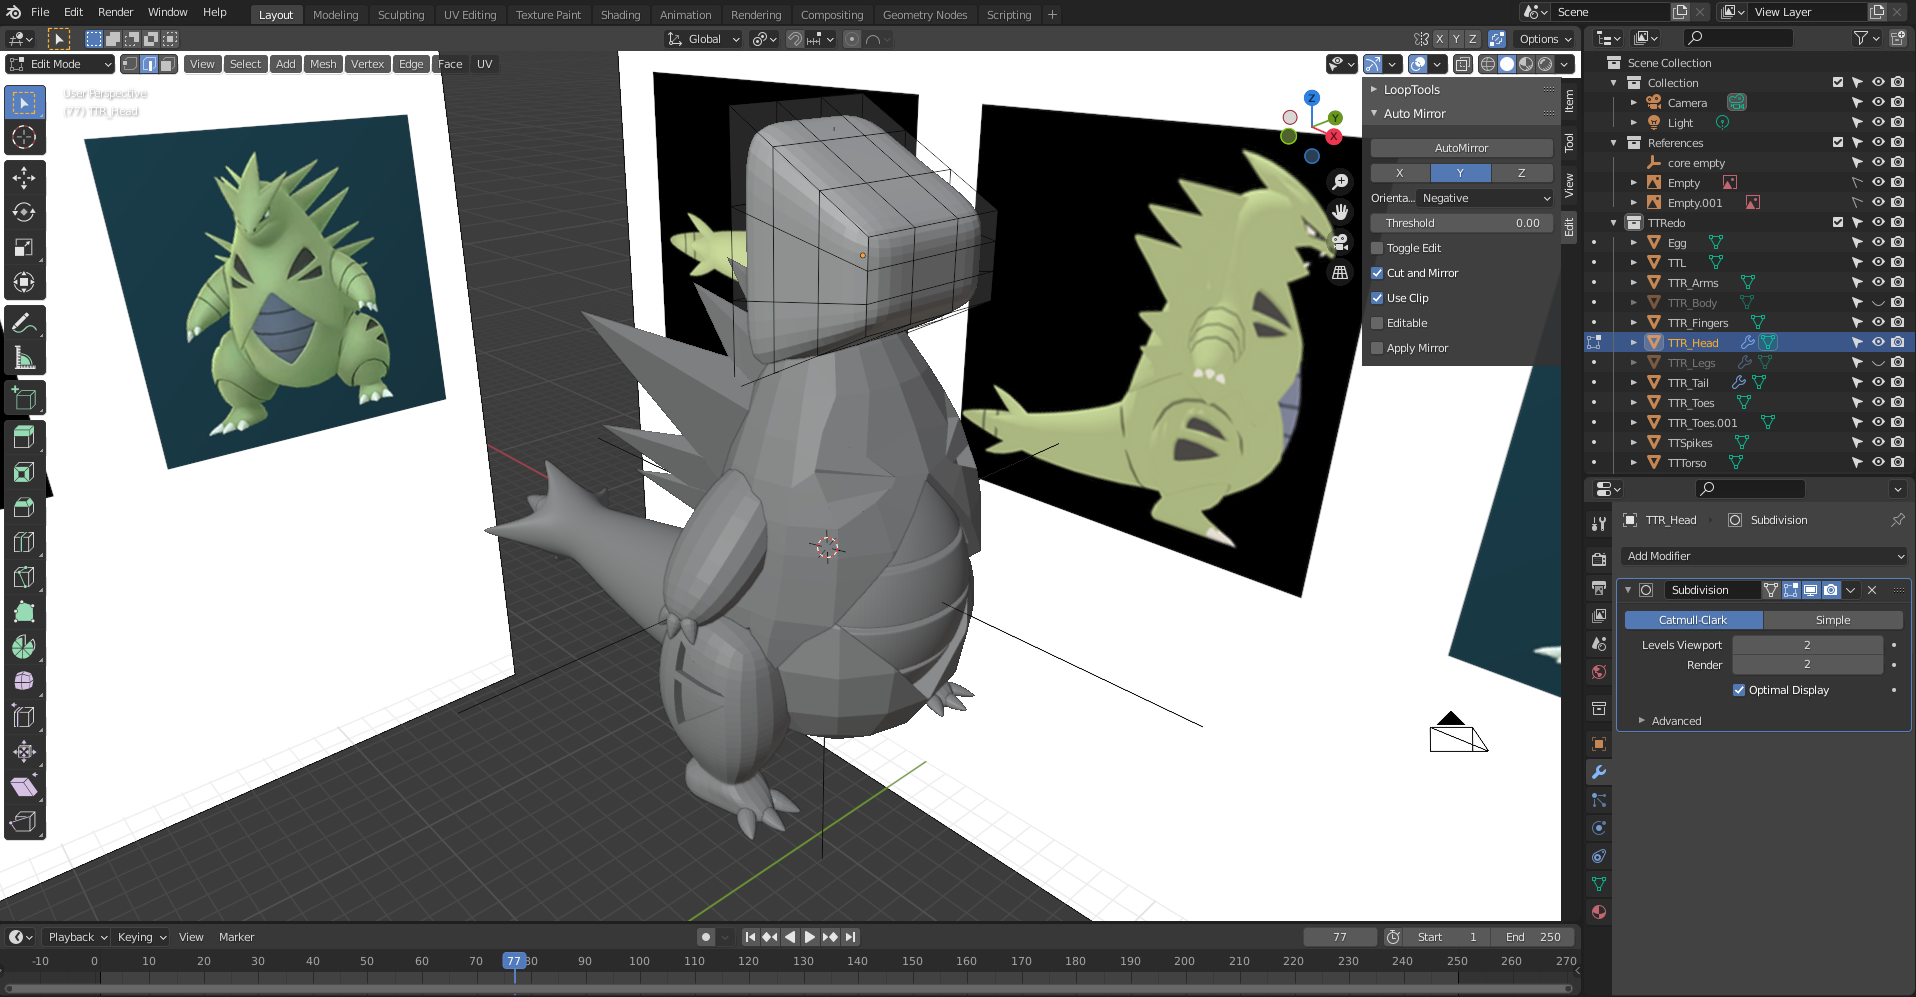 File Edit Render Window Help Layout Modeling Sculpting UV Editing Texture Paint Shading Animation Rendering Compositing Geometry Nodes Scripting + Scene View Layer
Global X Y Z Options
Edit Mode View Select Add Mesh Vertex Edge Face UV
User Perspective
(77) TTR_Head
Z
Y
X
LoopTools
Auto Mirror
AutoMirror
X Y Z
Orienta... Negative
Threshold 0.00
Toggle Edit
Cut and Mirror
Use Clip
Editable
Apply Mirror
Item
Tool
View
Edit
Scene Collection
Collection
Camera
Light
References
core empty
Empty
Empty.001
TTRedo
Egg
TTL
TTR_Arms
TTR_Body
TTR_Fingers
TTR_Head
TTR_Legs
TTR_Tail
TTR_Toes
TTR_Toes.001
TTSpikes
TTTorso
TTR_Head Subdivision
Add Modifier
Subdivision
Catmull-Clark Simple
Levels Viewport 2
Render 2
Optimal Display
Advanced
Playback Keying View Marker 77 Start 1 End 250
-10 0 10 20 30 40 50 60 70 77 80 90 100 110 120 130 140 150 160 170 180 190 200 210 220 230 240 250 260 270